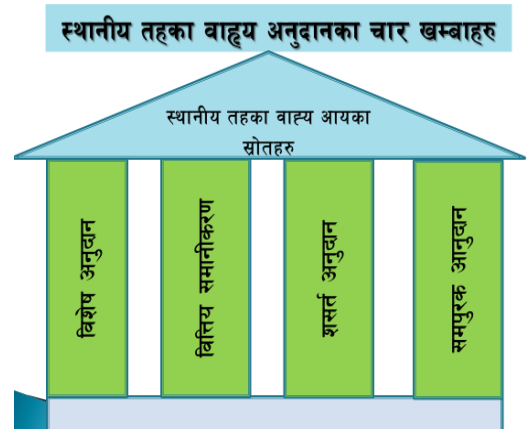 स्थानीय तहका वाह्य अनुदानका चार खम्बाहरु
स्थानीय तहका वाह्य आयका
स्रोतहरु
विशेष अनुदान
वित्तिय समानीकरण
शसर्त अनुदान
समपुरक आनुदान